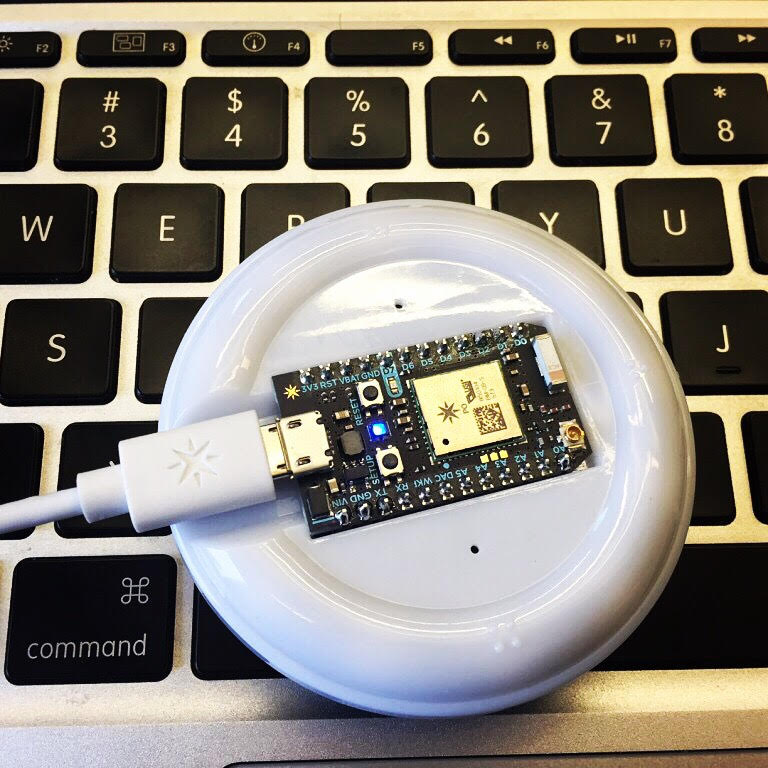 F2 F3 F4 F5 F6 F7
# $ % ^ & *
3 4 5 6 7 8
W E Y U
S J
3V3 RST VBAT GND D7 D6 D5 D4 D3 D2 D1 D0
RESET
SETUP
VIN GND TX RX WKP DAC A5 A4 A3 A2 A1 A0
⌘
command